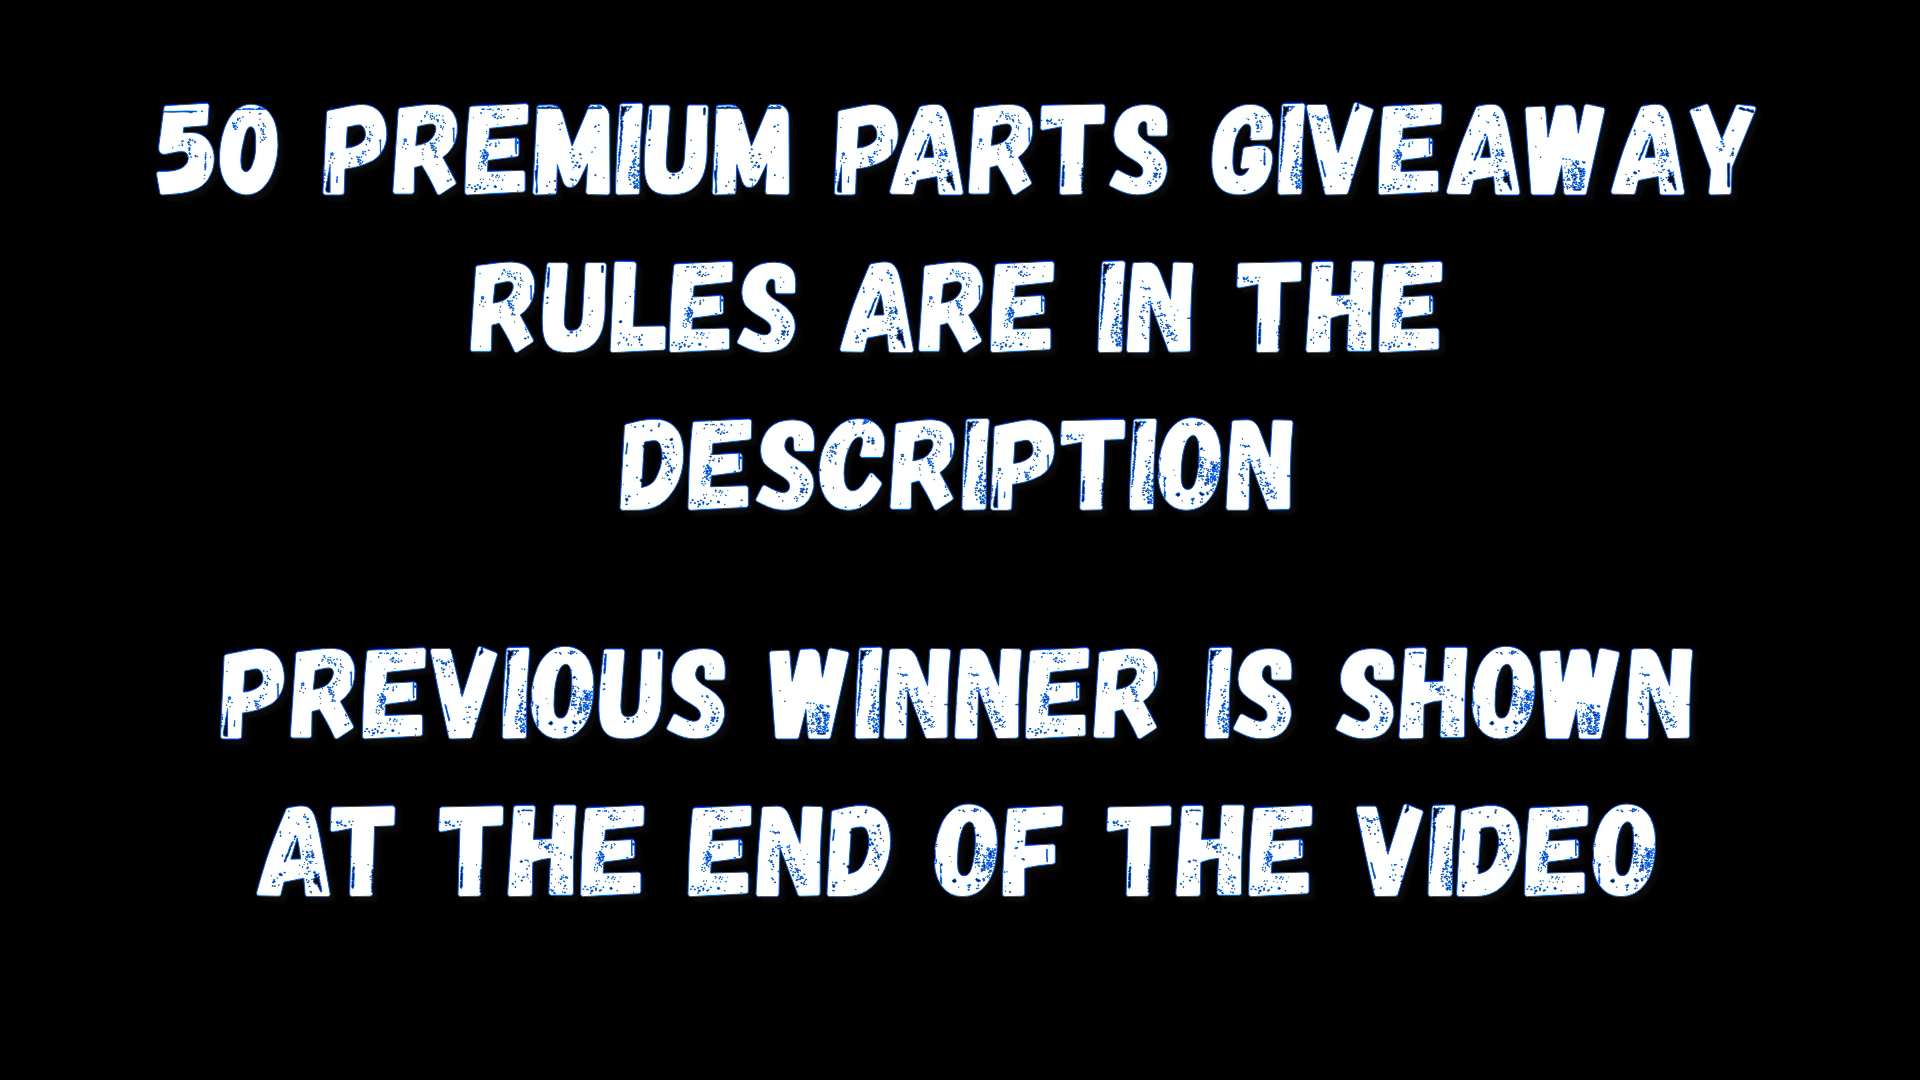 50 PREMIUM PARTS GIVEAWAY
RULES ARE IN THE
DESCRIPTION
PREVIOUS WINNER IS SHOWN
AT THE END OF THE VIDEO